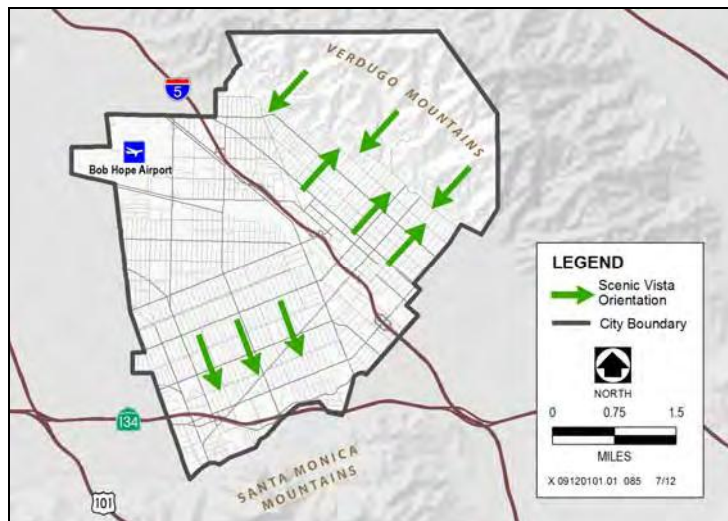 VERDUGO MOUNTAINS
5
Bob Hope Airport
LEGEND
Scenic Vista
Orientation
City Boundary
NORTH
0 0.75 1.5
MILES
X 09120101.01 085 7/12
134
SANTA MONICA
MOUNTAINS
101